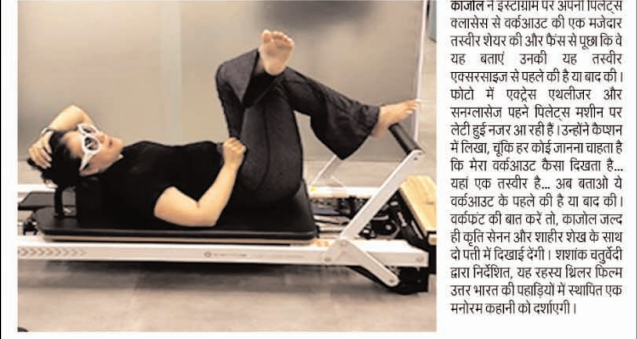 काजोल ने इंस्टाग्राम पर अपनी पिलेट्स
क्लासेस से वर्कआउट की एक मजेदार
तस्वीर शेयर की और फैंस से पूछा कि वे
यह बताएं उनकी यह तस्वीर
एक्सरसाइज से पहले की है या बाद की।
फोटो में एक्ट्रेस एथलीजर और
सनग्लासेज पहने पिलेट्स मशीन पर
लेटी हुई नजर आ रही हैं। उन्होंने कैप्शन
में लिखा, चूंकि हर कोई जानना चाहता है
कि मेरा वर्कआउट कैसा दिखता है...
यहां एक तस्वीर है... अब बताओ ये
वर्कआउट के पहले की है या बाद की।
वर्कफ्रंट की बात करें तो, काजोल जल्द
ही कृति सेनन और शाहीर शेख के साथ
दो पत्ती में दिखाई देंगी। शशांक चतुर्वेदी
द्वारा निर्देशित, यह रहस्य थ्रिलर फिल्म
उत्तर भारत की पहाड़ियों में स्थापित एक
मनोरम कहानी को दर्शाएगी।